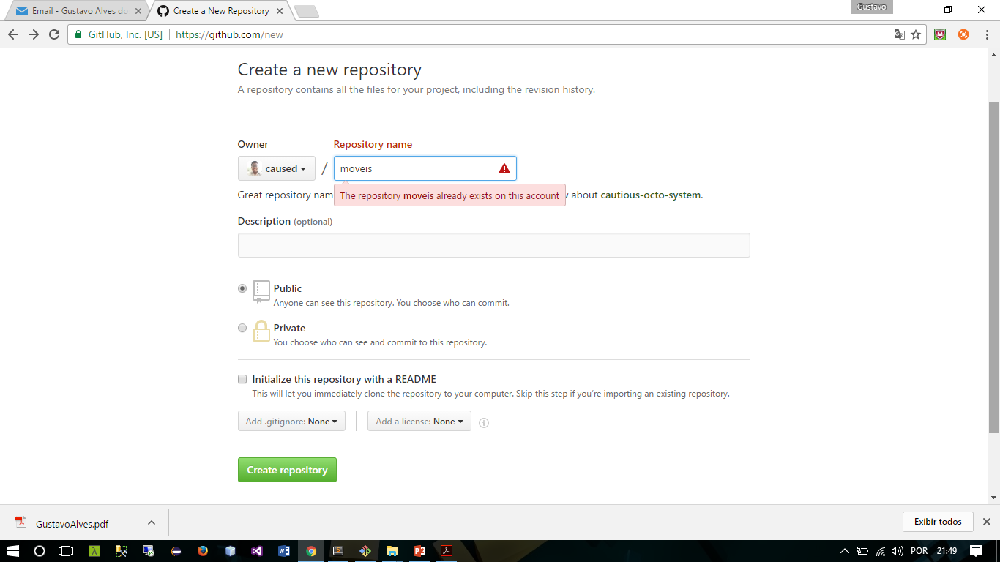 Email - Gustavo Alves do
Create a New Repository
Gustavo
GitHub, Inc. [US]
https://github.com/new
Create a new repository
A repository contains all the files for your project, including the revision history.
Owner
Repository name
caused
/
moveis
Great repository nam
The repository moveis already exists on this account
about cautious-octo-system.
Description (optional)
Public
Anyone can see this repository. You choose who can commit.
Private
You choose who can see and commit to this repository.
Initialize this repository with a README
This will let you immediately clone the repository to your computer. Skip this step if you’re importing an existing repository.
Add .gitignore: None
Add a license: None
Create repository
GustavoAlves.pdf
Exibir todos
POR
21:49